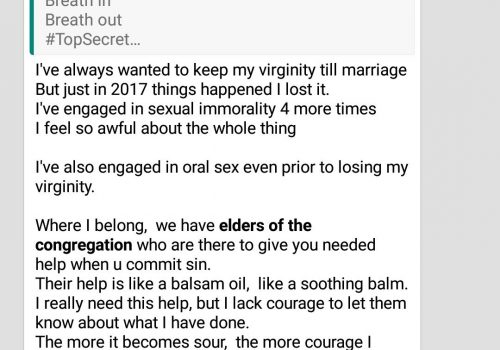 Breath in
Breath out
#TopSecret...
I've always wanted to keep my virginity till marriage
But just in 2017 things happened I lost it.
I've engaged in sexual immorality 4 more times
I feel so awful about the whole thing
I've also engaged in oral sex even prior to losing my
virginity.
Where I belong,  we have elders of the
congregation who are there to give you needed
help when u commit sin.
Their help is like a balsam oil,  like a soothing balm.
I really need this help, but I lack courage to let them
know about what I have done.
The more it becomes sour,  the more courage I